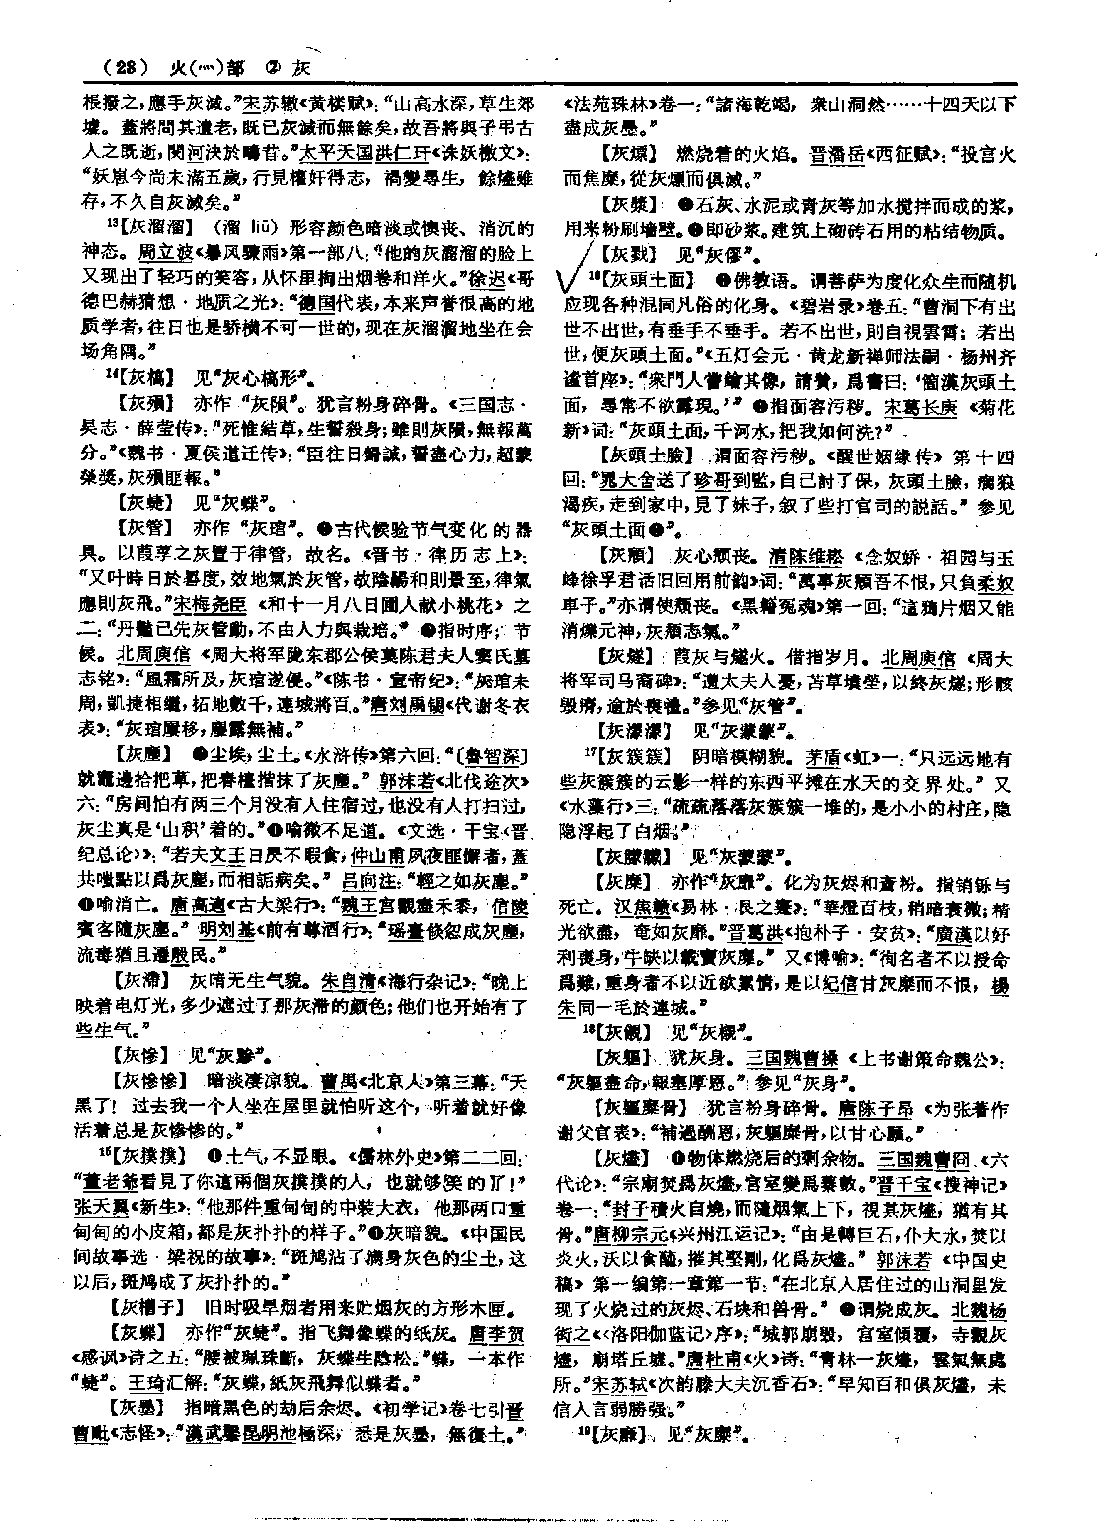 (28) 火(灬)部 ② 灰
根撥之,應手灰滅。”宋苏辙《黄楼赋》:“山高水深,草生郊
墟。蓋將問其遺老,既已灰滅而無餘矣,故吾將與子弔古
人之既逝,閔河決於疇昔。”太平天国洪仁玕《诛妖檄文》:
“妖崽今尚未滿五歲,行見權奸得志,禍變尋生,餘燼雖
存,不久自灰滅矣。”
13【灰溜溜】 (溜 liū) 形容颜色暗淡或懊丧、消沉的
神态。周立波《暴风骤雨》第一部八:“他的灰溜溜的脸上
又现出了轻巧的笑容,从怀里掏出烟卷和洋火。”徐迟《哥
德巴赫猜想·地质之光》:“德国代表,本来声誉很高的地
质学者,往日也是骄横不可一世的,现在灰溜溜地坐在会
场角隅。”
14【灰槁】 见“灰心槁形”。
【灰殒】 亦作“灰陨”。犹言粉身碎骨。《三国志·
吴志·薛莹传》:“死惟結草,生誓殺身;雖則灰隕,無報萬
分。”《魏书·夏侯道迁传》:“臣往日歸誠,誓盡心力,超蒙
榮獎,灰殞匪報。”
【灰蜨】 见“灰蝶”。
【灰管】 亦作“灰琯”。❶古代候验节气变化的器
具。以葭莩之灰置于律管,故名。《晋书·律历志上》:
“又叶時日於晷度,效地氣於灰管,故陰陽和則景至,律氣
應則灰飛。”宋梅尧臣《和十一月八日圃人献小桃花》之
二:“丹豔已先灰管動,不由人力與栽培。” ❷指时序;节
候。北周庾信《周大将军陇东郡公侯莫陈君夫人窦氏墓
志铭》:“風霜所及,灰琯遂侵。”《陈书·宣帝纪》:“灰琯未
周,凱捷相繼,拓地數千,連城將百。”唐刘禹锡《代谢冬衣
表》:“灰琯屢移,塵露無補。”
【灰塵】 ❶尘埃,尘土。《水浒传》第六回:“〔魯智深〕
就竈邊拾把草,把春檯揩抹了灰塵。” 郭沫若《北伐途次》
六:“房间怕有两三个月没有人住宿过,也没有人打扫过,
灰尘真是‘山积’着的。”❷喻微不足道。《文选·干宝〈晋
纪总论〉》:“若夫文王日昃不暇食,仲山甫夙夜匪懈者,蓋
共嗤點以爲灰塵,而相詬病矣。” 吕向注:“輕之如灰塵。”
❸喻消亡。唐高適《古大梁行》:“魏王宫觀盡禾黍,信陵
賓客隨灰塵。” 明刘基《前有尊酒行》:“瑶臺倏忽成灰塵,
流毒猶且遺殷民。”
【灰滯】 灰暗无生气貌。朱自清《海行杂记》:“晚上
映着电灯光,多少遮过了那灰滞的颜色;他们也开始有了
些生气。”
【灰慘】 见“灰黲”。
【灰慘慘】 暗淡凄凉貌。曹禺《北京人》第三幕:“天
黑了! 过去我一个人坐在屋里就怕听这个,听着就好像
活着总是灰惨惨的。”
15【灰撲撲】 ❶土气,不显眼。《儒林外史》第二二回:
“董老爺看見了你這兩個灰撲撲的人,也就够笑的了!”
张天翼《新生》:“他那件重甸甸的中装大衣,他那两口重
甸甸的小皮箱,都是灰扑扑的样子。”❷灰暗貌。《中国民
间故事选·梁祝的故事》:“斑鸠沾了满身灰色的尘土,这
以后,斑鸠成了灰扑扑的。”
【灰槽子】 旧时吸旱烟者用来贮烟灰的方形木匣。
【灰蝶】 亦作“灰蜨”。指飞舞像蝶的纸灰。唐李贺
《感讽》诗之五:“腰被珮珠斷,灰蝶生陰松。”蝶,一本作
“蜨”。王琦汇解:“灰蝶,紙灰飛舞似蝶者。”
【灰墨】 指暗黑色的劫后余烬。《初学记》卷七引晋
曹毗《志怪》:“漢武鑿昆明池極深,悉是灰墨,無復土。”
《法苑珠林》卷一:“諸海乾竭,衆山洞然……十四天以下
盡成灰墨。”
【灰熛】 燃烧着的火焰。晋潘岳《西征赋》:“投宫火
而焦糜,從灰熛而俱滅。”
【灰漿】 ❶石灰、水泥或青灰等加水搅拌而成的浆,
用来粉刷墙壁。❷即砂浆。建筑上砌砖石用的粘结物质。
【灰戮】 见“灰僇”。
16【灰頭土面】 ❶佛教语。谓菩萨为度化众生而随机
应现各种混同凡俗的化身。《碧岩录》卷五:“曹洞下有出
世不出世,有垂手不垂手。若不出世,則自視雲霄;若出
世,便灰頭土面。”《五灯会元·黄龙新禅师法嗣·杨州齐
谧首座》:“衆門人嘗繪其像,請贊,爲書曰:‘箇漢灰頭土
面,尋常不欲露現。’” ❷指面容污秽。宋葛长庚《菊花
新》词:“灰頭土面,千河水,把我如何洗?”
【灰頭土臉】 谓面容污秽。《醒世姻缘传》第十四
回:“晁大舍送了珍哥到監,自己討了保,灰頭土臉,瘸狼
渴疾,走到家中,見了妹子,叙了些打官司的説話。” 参见
“灰頭土面❷”。
【灰頹】 灰心颓丧。清陈维崧《念奴娇·祖园与玉
峰徐孚君话旧回用前韵》词:“萬事灰頹吾不恨,只負柔奴
車子。”亦谓使颓丧。《黑籍冤魂》第一回:“這鴉片烟又能
消爍元神,灰頹志氣。”
【灰燧】 葭灰与燧火。借指岁月。北周庾信《周大
将军司马裔碑》:“遭太夫人憂,苫草墳塋,以終灰燧;形骸
毁瘠,逾於喪禮。”参见“灰管”。
【灰濛濛】 见“灰蒙蒙”。
17【灰簇簇】 阴暗模糊貌。茅盾《虹》一:“只远远地有
些灰簇簇的云影一样的东西平摊在水天的交界处。” 又
《水藻行》三:“疏疏落落灰簇簇一堆的,是小小的村庄,隐
隐浮起了白烟。”
【灰朦朦】 见“灰蒙蒙”。
【灰糜】 亦作“灰靡”。化为灰烬和齑粉。指销铄与
死亡。汉焦赣《易林·艮之蹇》:“華燈百枝,稍暗衰微;精
光欲盡,奄如灰靡。”晋葛洪《抱朴子·安贫》:“廣漢以好
利喪身,牛缺以載寶灰糜。” 又《博喻》:“徇名者不以授命
爲難,重身者不以近欲累情,是以紀信甘灰糜而不恨,楊
朱同一毛於連城。”
18【灰覵】 见“灰榇”。
【灰軀】 犹灰身。三国魏曹操《上书谢策命魏公》:
“灰軀盡命,報塞厚恩。” 参见“灰身”。
【灰軀糜骨】 犹言粉身碎骨。唐陈子昂《为张著作
谢父官表》:“補過酬恩,灰軀糜骨,以甘心願。”
【灰燼】 ❶物体燃烧后的剩余物。三国魏曹冏《六
代论》:“宗廟焚爲灰燼,宫室變爲蓁藪。”晋干宝《搜神记》
卷一:“封子積火自燒,而隨烟氣上下,視其灰燼,猶有其
骨。”唐柳宗元《兴州江运记》:“由是轉巨石,仆大木,焚以
炎火,沃以食醯,摧其堅剛,化爲灰燼。” 郭沫若《中国史
稿》第一编第一章第一节:“在北京人居住过的山洞里发
现了火烧过的灰烬、石块和兽骨。” ❷谓烧成灰。北魏杨
衒之《〈洛阳伽蓝记〉序》:“城郭崩毁,宫室傾覆,寺觀灰
燼,廟塔丘墟。”唐杜甫《火》诗:“青林一灰燼,雲氣無處
所。”宋苏轼《次韵滕大夫沉香石》:“早知百和俱灰燼,未
信人言弱勝强。”
19【灰靡】 见“灰糜”。